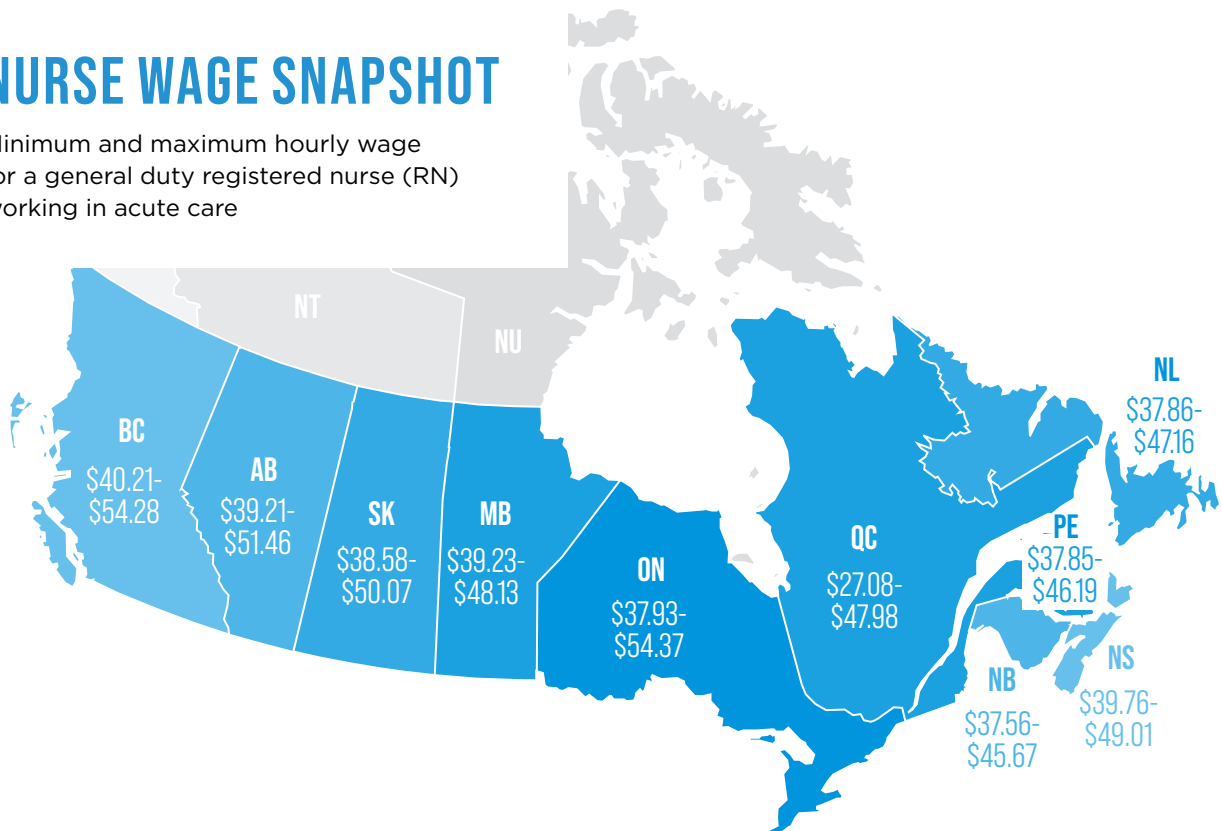 NURSE WAGE SNAPSHOT
Minimum and maximum hourly wage
for a general duty registered nurse (RN)
working in acute care
NT
NU
NL
$37.86-
$47.16
BC
$40.21-
$54.28
AB
$39.21-
$51.46
SK
$38.58-
$50.07
MB
$39.23-
$48.13
ON
$37.93-
$54.37
QC
$27.08-
$47.98
PE
$37.85-
$46.19
NB
$37.56-
$45.67
NS
$39.76-
$49.01